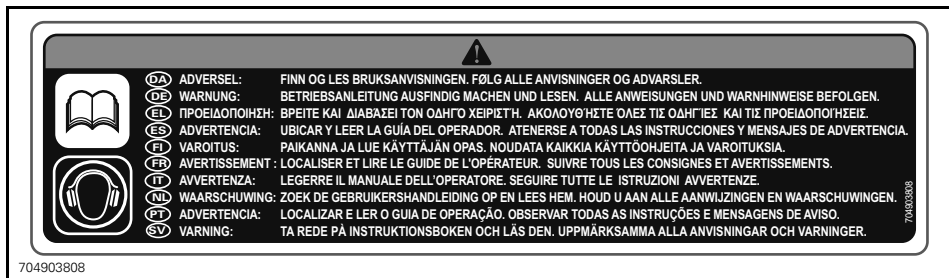 DA ADVERSEL: FINN OG LES BRUKSANVISNINGEN. FØLG ALLE ANVISNINGER OG ADVARSLER.
DE WARNUNG: BETRIEBSANLEITUNG AUSFINDIG MACHEN UND LESEN. ALLE ANWEISUNGEN UND WARNHINWEISE BEFOLGEN.
EL ΠΡΟΕΙΔΟΠΟΙΗΣΗ: ΒΡΕΙΤΕ ΚΑΙ ΔΙΑΒΆΣΕΙ ΤΟΝ ΟΔΗΓΌ ΧΕΙΡΙΣΤΉ. ΑΚΟΛΟΥΘΉΣΤΕ ΌΛΕΣ ΤΙΣ ΟΔΗΓΊΕΣ ΚΑΙ ΤΙΣ ΠΡΟΕΙΔΟΠΟΊΗΣΕΙΣ.
ES ADVERTENCIA: UBICAR Y LEER LA GUÍA DEL OPERADOR. ATENERSE A TODAS LAS INSTRUCCIONES Y MENSAJES DE ADVERTENCIA.
FI VAROITUS: PAIKANNA JA LUE KÄYTTÄJÄN OPAS. NOUDATA KAIKKIA KÄYTTÖOHJEITA JA VAROITUKSIA.
FR AVERTISSEMENT : LOCALISER ET LIRE LE GUIDE DE L'OPÉRATEUR. SUIVRE TOUS LES CONSIGNES ET AVERTISSEMENTS.
IT AVVERTENZA: LEGERRE IL MANUALE DELL'OPERATORE. SEGUIRE TUTTE LE ISTRUZIONI AVVERTENZE.
NL WAARSCHUWING: ZOEK DE GEBRUIKERSHANDLEIDING OP EN LEES HEM. HOUD U AAN ALLE AANWIJZINGEN EN WAARSCHUWINGEN.
PT ADVERTENCIA: LOCALIZAR E LER O GUIA DE OPERAÇÃO. OBSERVAR TODAS AS INSTRUÇÕES E MENSAGENS DE AVISO.
SV VARNING: TA REDE PÅ INSTRUKTIONSBOKEN OCH LÄS DEN. UPPMÄRKSAMMA ALLA ANVISNINGAR OCH VARNINGER.
704903808
704903808